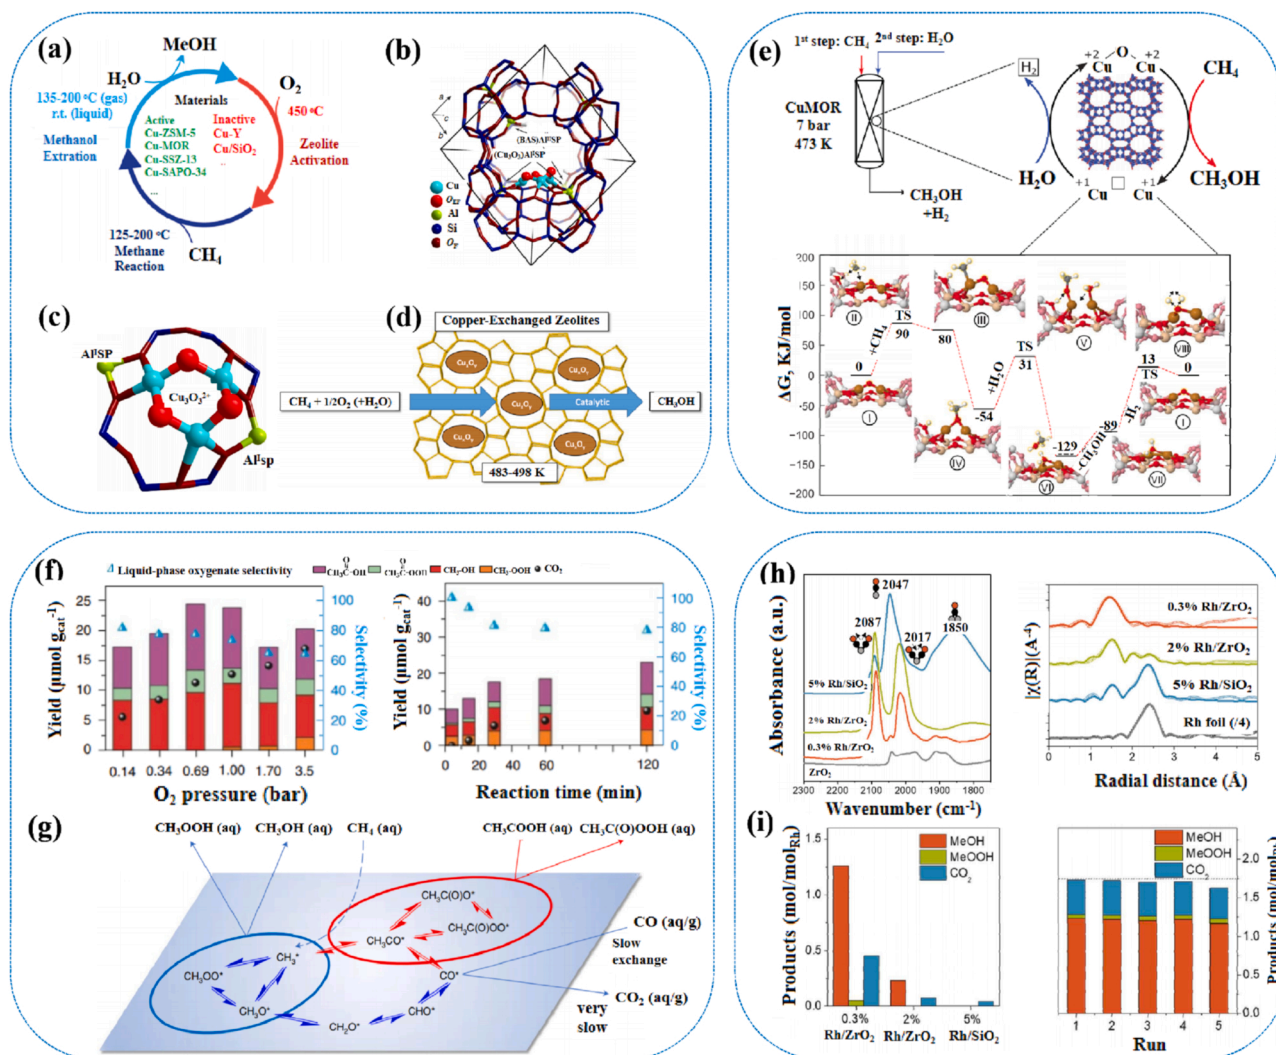 (a)
MeOH
H₂O
O₂
135-200 °C (gas)
r.t. (liquid)
450 °C
Materials
Active
Cu-ZSM-5
Cu-MOR
Cu-SSZ-13
Cu-SAPO-34
...
Inactive
Cu-Y
Cu/SiO₂
..
Methanol
Extration
Zeolite
Activation
125-200 °C
Methane
Reaction
CH₄
(b)
a
c
b
Cu
Al
Si
(c)
Cu₃O₃²⁺
(d)
Copper-Exchanged Zeolites
CuₓOᵧ
CuₓOᵧ
CH₄ + 1/2O₂ (+H₂O)
CuₓOᵧ
Catalytic
CH₃OH
CuₓOᵧ
CuₓOᵧ
483-498 K
(e)
1st step: CH₄
2nd step: H₂O
CuMOR
7 bar
473 K
CH₃OH
+H₂
H₂
H₂O
+2
Cu
O
+2
Cu
CH₄
CH₃OH
+1
Cu
+1
Cu
ΔG, KJ/mol
200
150
100
50
0
−50
−100
−150
−200
II
TS
90
III
80
V
TS
31
VIII
13
TS
0
0
+CH₄
+H₂O
-54
-129
-CH₃OH
-89
-H₂
I
IV
VI
VII
I
(f)
Liquid-phase oxygenate selectivity
CH₃-OH
CO₂
Yield (μmol gcat⁻¹)
25
20
15
10
5
0
100
80
60
40
20
0
Selectivity (%)
0.14
0.34
0.69
1.00
1.70
3.5
O₂ pressure (bar)
Yield (μmol gcat⁻¹)
40
30
20
10
0
100
80
60
40
20
0
Selectivity (%)
0
20
40
60
120
Reaction time (min)
(g)
CH₃OOH (aq)
CH₃OH (aq)
CH₄ (aq)
CH₃COOH (aq)
CH₃C(O)OOH (aq)
CH₃C(O)O*
CH₃C(O)OO*
CH₃CO*
CH₃*
CH₃OO*
CH₃O*
CH₂O*
CHO*
CO*
CO (aq/g)
Slow
exchange
CO₂ (aq/g)
very
slow
(h)
Absorbance (a.u.)
2047
2087
2017
1850
5% Rh/SiO₂
2% Rh/ZrO₂
0.3% Rh/ZrO₂
ZrO₂
2300
2200
2100
2000
1900
1800
Wavenumber (cm⁻¹)
|χ(R)|(A⁻⁴)
0.3% Rh/ZrO₂
2% Rh/ZrO₂
5% Rh/SiO₂
Rh foil (/4)
0
1
2
3
4
5
Radial distance (Å)
(i)
Products (mol/molRh)
1.5
1.0
0.5
0.0
MeOH
MeOOH
CO₂
0.3%
Rh/ZrO₂
2%
Rh/ZrO₂
5%
Rh/SiO₂
MeOH
MeOOH
CO₂
2.0
1.5
1.0
0.5
0.0
1
2
3
4
5
Run